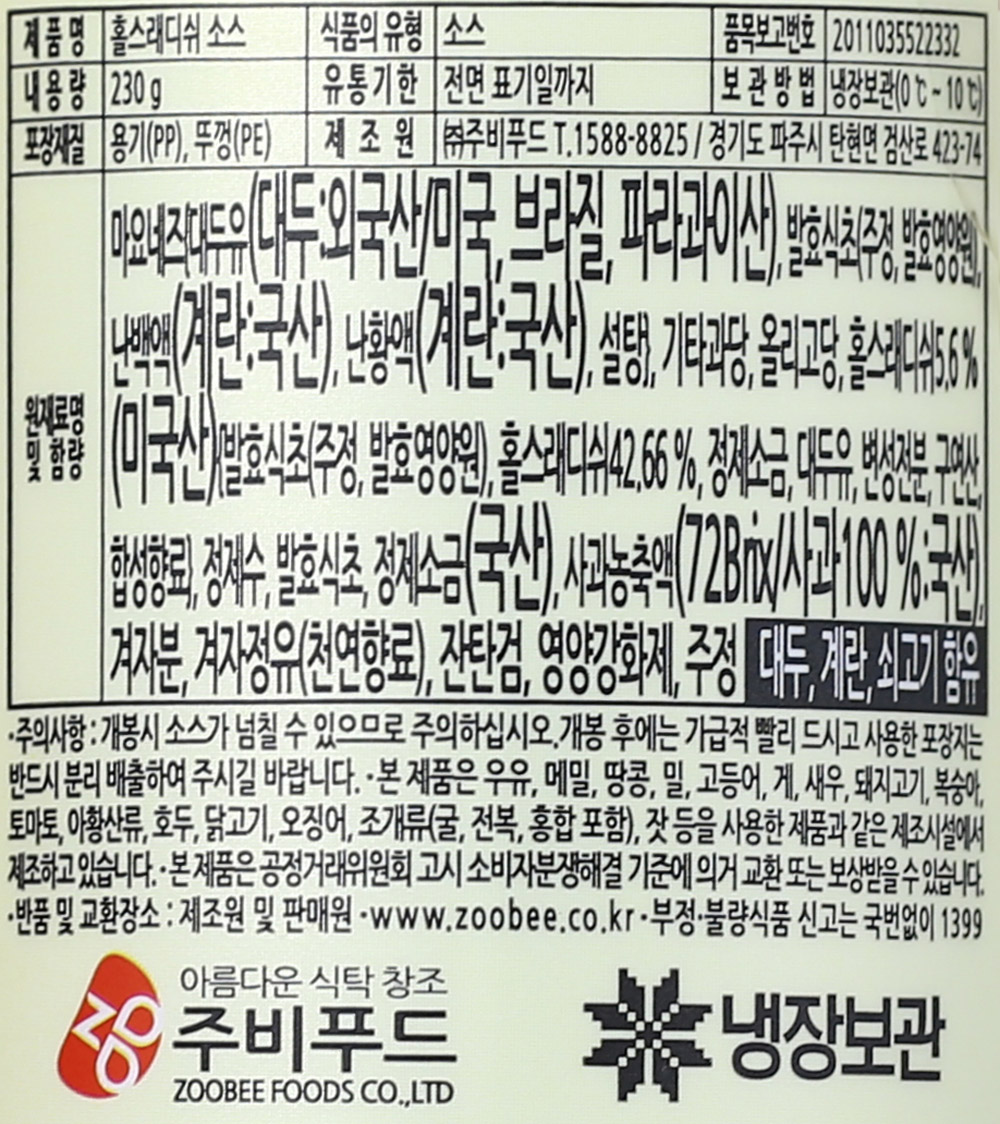 제품명 홀스래디쉬 소스 식품의 유형 소스 품목보고번호 2011035522332
내용량 230 g 유통기한 전면 표기일까지 보관방법 냉장보관(0℃ ~ 10℃)
포장재질 용기(PP), 뚜껑(PE) 제조원 ㈜주비푸드 T.1588-8825 / 경기도 파주시 탄현면 검산로 423-74
원재료명 및 함량
마요네즈{대두유(대두:외국산/미국, 브라질, 파라과이산), 발효식초(주정, 발효영양원),
난백액(계란:국산), 난황액(계란:국산), 설탕}, 기타과당, 올리고당, 홀스래디쉬5.6 %
(미국산){발효식초(주정, 발효영양원), 홀스래디쉬42.66 %, 정제소금, 대두유, 변성전분, 구연산,
합성향료}, 정제수, 발효식초, 정제소금(국산), 사과농축액(72Brix/사과100 %:국산),
겨자분, 겨자정유(천연향료), 잔탄검, 영양강화제, 주정 대두, 계란, 쇠고기 함유
·주의사항 : 개봉시 소스가 넘칠 수 있으므로 주의하십시오. 개봉 후에는 가급적 빨리 드시고 사용한 포장지는
반드시 분리 배출하여 주시길 바랍니다. ·본 제품은 우유, 메밀, 땅콩, 밀, 고등어, 게, 새우, 돼지고기, 복숭아,
토마토, 아황산류, 호두, 닭고기, 오징어, 조개류(굴, 전복, 홍합 포함), 잣 등을 사용한 제품과 같은 제조시설에서
제조하고 있습니다. ·본 제품은 공정거래위원회 고시 소비자분쟁해결 기준에 의거 교환 또는 보상받을 수 있습니다.
·반품 및 교환장소 : 제조원 및 판매원 ·www.zoobee.co.kr ·부정·불량식품 신고는 국번없이 1399
아름다운 식탁 창조
주비푸드
ZOOBEE FOODS CO.,LTD
냉장보관